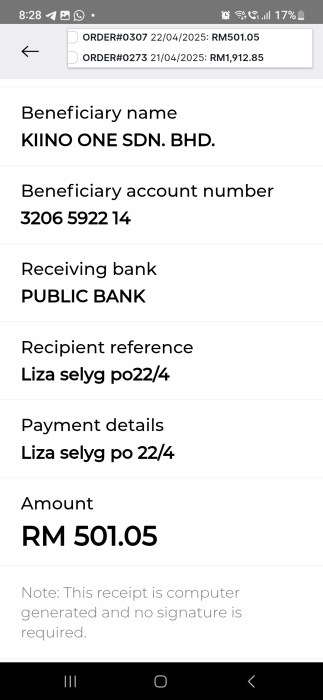 8:28
17%
ORDER#0307 22/04/2025: RM501.05
ORDER#0273 21/04/2025: RM1,912.85
Beneficiary name
KIINO ONE SDN. BHD.
Beneficiary account number
3206 5922 14
Receiving bank
PUBLIC BANK
Recipient reference
Liza selyg po22/4
Payment details
Liza selyg po 22/4
Amount
RM 501.05
Note: This receipt is computer
generated and no signature is
required.